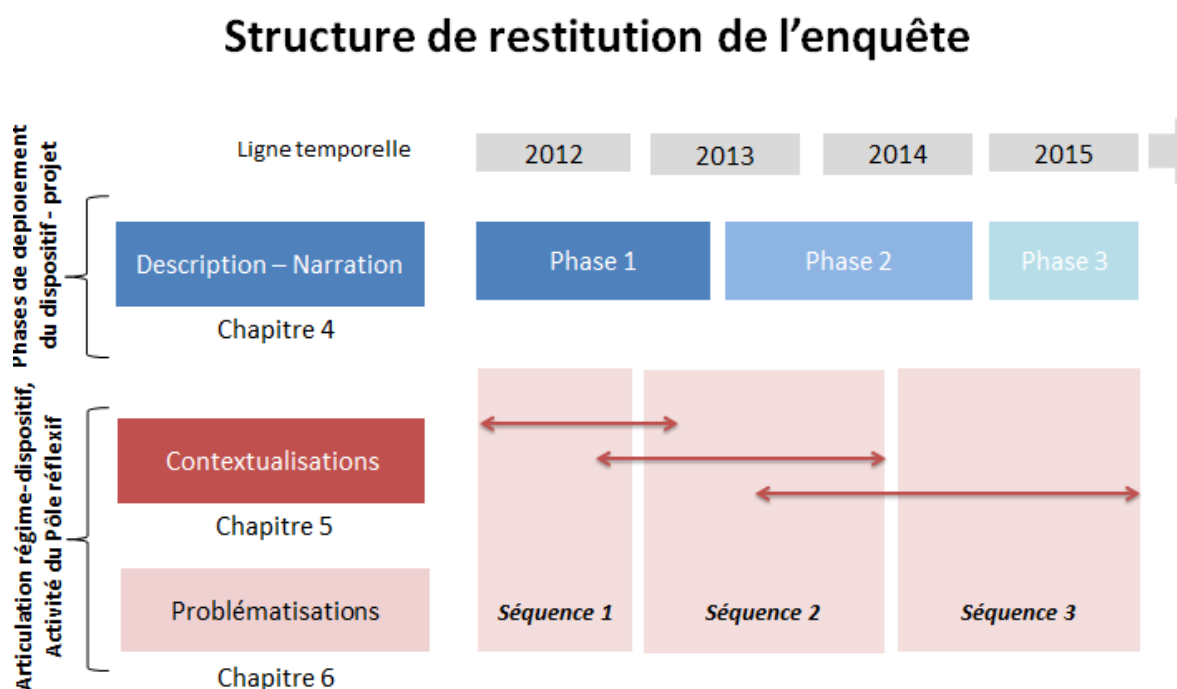 Structure de restitution de l’enquête
Phases de déploiement
du dispositif - projet
Ligne temporelle
2012
2013
2014
2015
Description – Narration
Phase 1
Phase 2
Phase 3
Chapitre 4
Articulation régime-dispositif,
Activité du Pôle réflexif
Contextualisations
Chapitre 5
Problématisations
Séquence 1
Séquence 2
Séquence 3
Chapitre 6